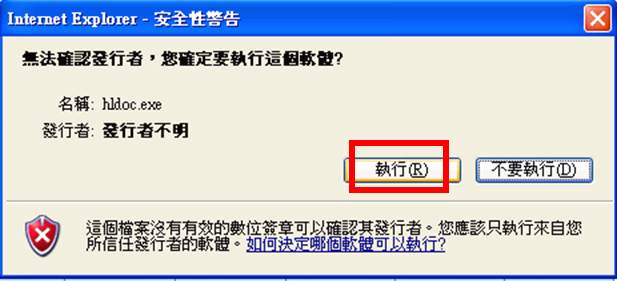 Internet Explorer - 安全性警告
無法確認發行者，您確定要執行這個軟體?
名稱: hldoc.exe
發行者: 發行者不明
執行(R) 不要執行(D)
這個檔案沒有有效的數位簽章可以確認其發行者。您應該只執行來自您
所信任發行者的軟體。如何決定哪個軟體可以執行?